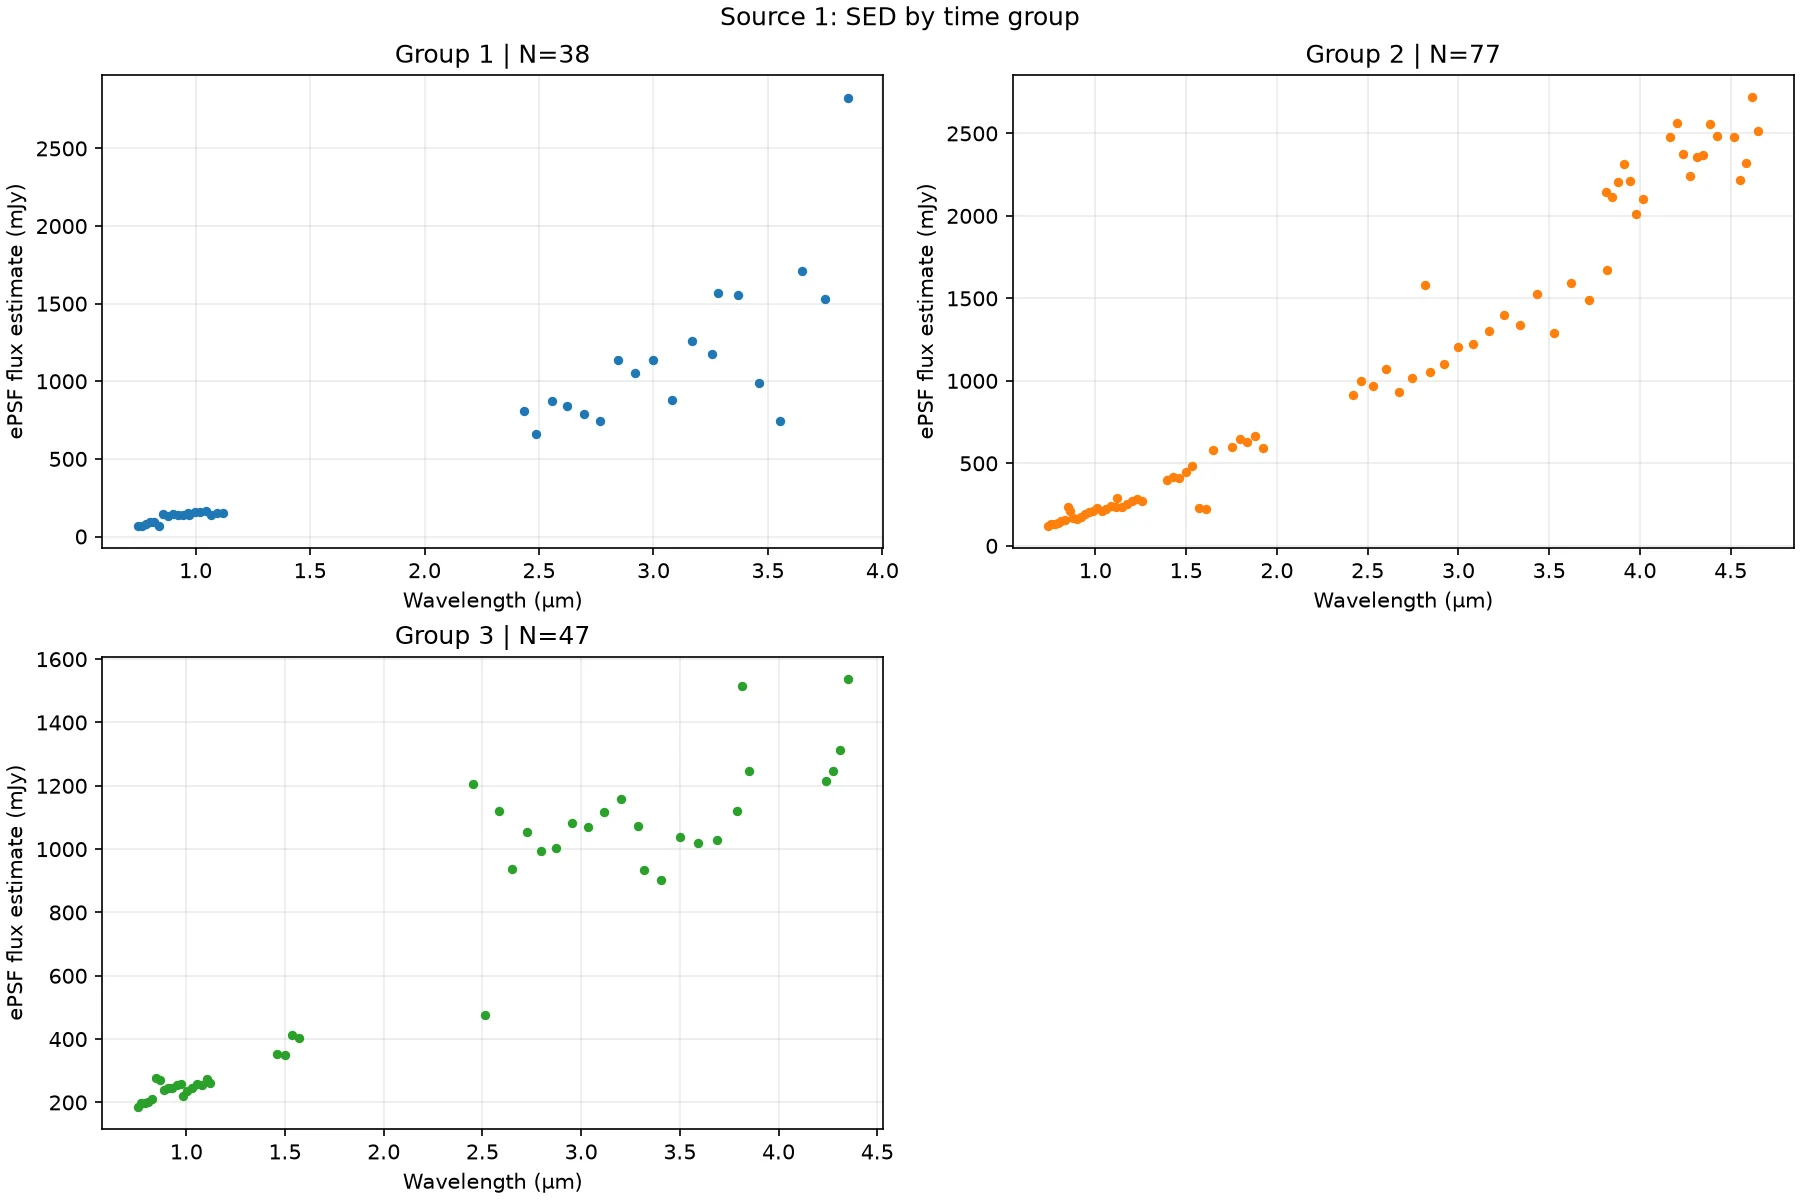 Source 1: SED by time group
Group 1 | N=38
ePSF flux estimate (mJy)
2500
2000
1500
1000
500
0
1.0 1.5 2.0 2.5 3.0 3.5 4.0
Wavelength (μm)
Group 2 | N=77
ePSF flux estimate (mJy)
2500
2000
1500
1000
500
0
1.0 1.5 2.0 2.5 3.0 3.5 4.0 4.5
Wavelength (μm)
Group 3 | N=47
ePSF flux estimate (mJy)
1600
1400
1200
1000
800
600
400
200
1.0 1.5 2.0 2.5 3.0 3.5 4.0 4.5
Wavelength (μm)